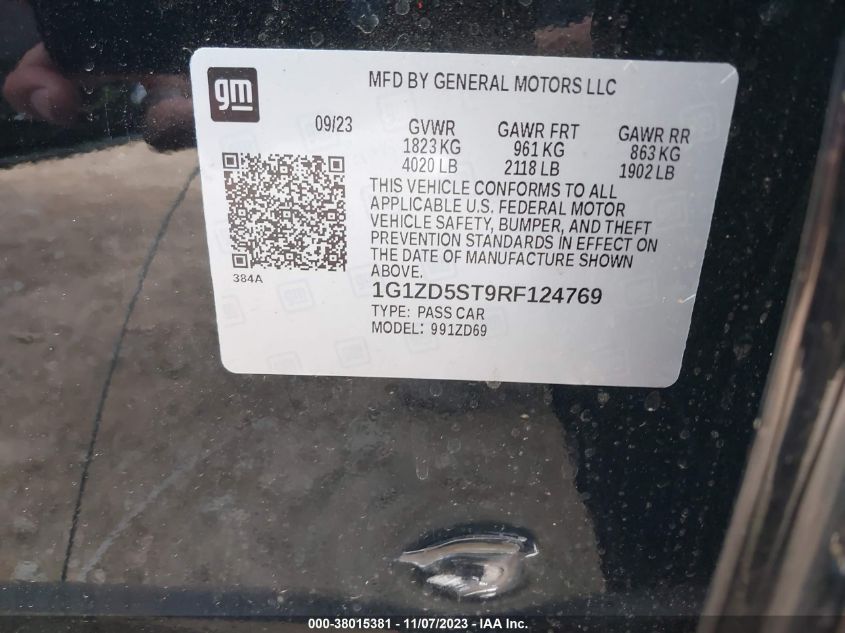 gm
MFD BY GENERAL MOTORS LLC
09/23
GVWR
1823 KG
4020 LB
GAWR FRT
961 KG
2118 LB
GAWR RR
863 KG
1902 LB
384A
THIS VEHICLE CONFORMS TO ALL
APPLICABLE U.S. FEDERAL MOTOR
VEHICLE SAFETY, BUMPER, AND THEFT
PREVENTION STANDARDS IN EFFECT ON
THE DATE OF MANUFACTURE SHOWN
ABOVE.
1G1ZD5ST9RF124769
TYPE: PASS CAR
MODEL: 991ZD69
000-38015381 - 11/07/2023 - 0000000001